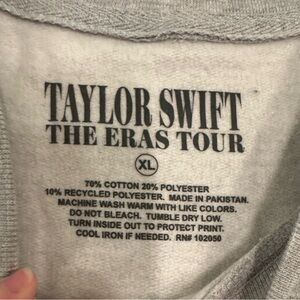 TAYLOR SWIFT
THE ERAS TOUR
XL
70% COTTON 20% POLYESTER
10% RECYCLED POLYESTER. MADE IN PAKISTAN.
MACHINE WASH WARM WITH LIKE COLORS.
DO NOT BLEACH. TUMBLE DRY LOW.
TURN INSIDE OUT TO PROTECT PRINT.
COOL IRON IF NEEDED. RN# 102050